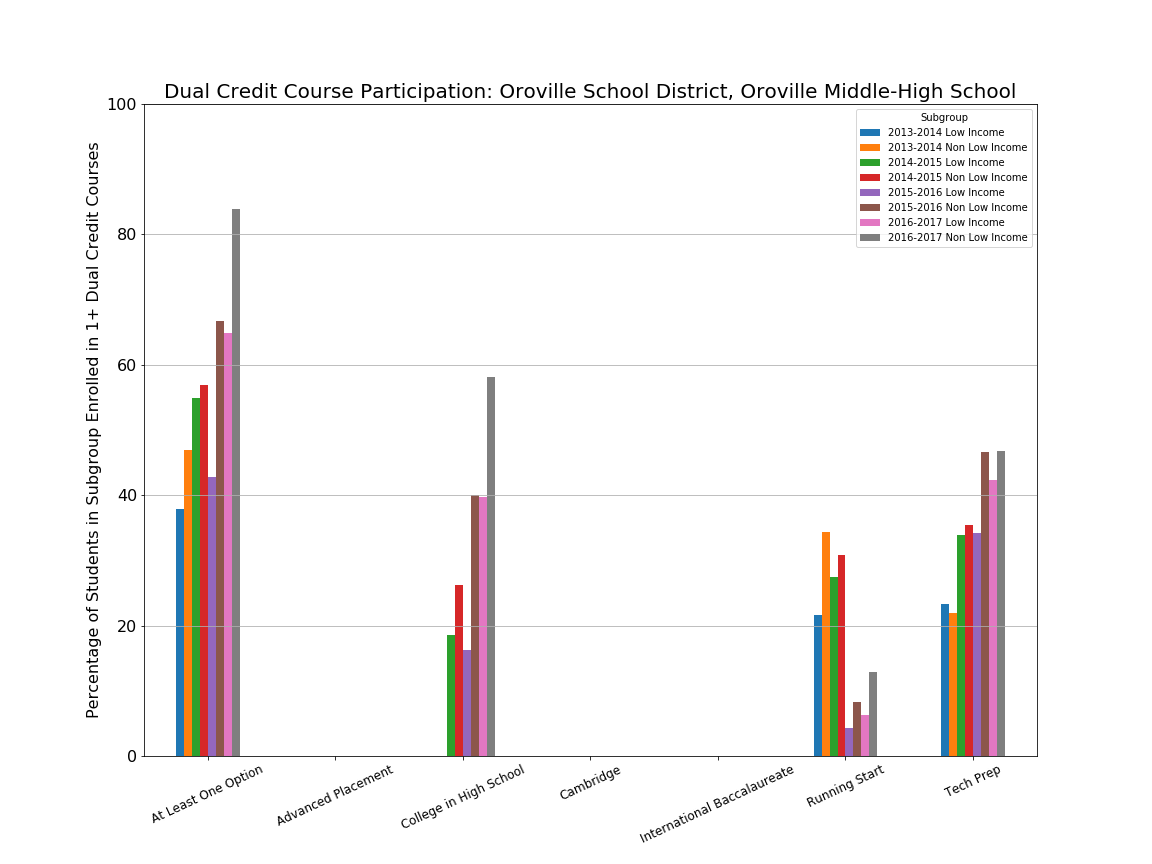 Dual Credit Course Participation: Oroville School District, Oroville Middle-High School
Percentage of Students in Subgroup Enrolled in 1+ Dual Credit Courses
100
80
60
40
20
0
Subgroup
2013-2014 Low Income
2013-2014 Non Low Income
2014-2015 Low Income
2014-2015 Non Low Income
2015-2016 Low Income
2015-2016 Non Low Income
2016-2017 Low Income
2016-2017 Non Low Income
At Least One Option
Advanced Placement
College in High School
Cambridge
International Baccalaureate
Running Start
Tech Prep